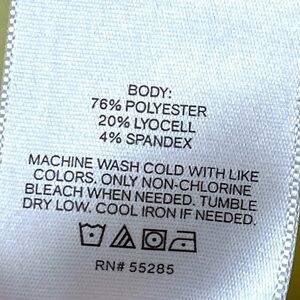 BODY:
76% POLYESTER
20% LYOCELL
4% SPANDEX
MACHINE WASH COLD WITH LIKE
COLORS. ONLY NON-CHLORINE
BLEACH WHEN NEEDED. TUMBLE
DRY LOW. COOL IRON IF NEEDED.
RN# 55285